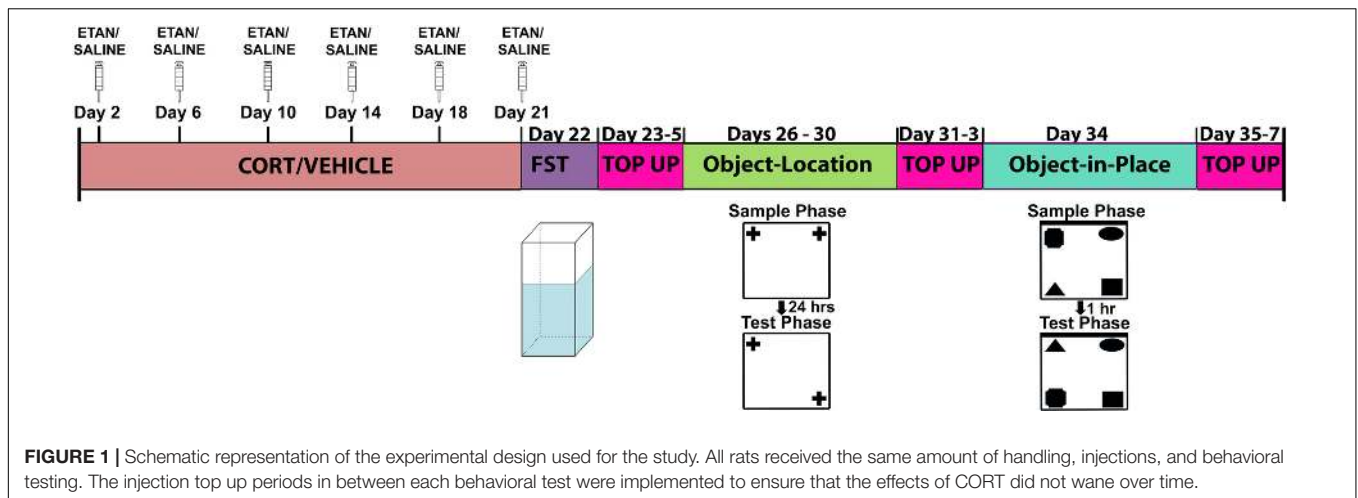 ETAN/ ETAN/ ETAN/ ETAN/ ETAN/ ETAN/
SALINE SALINE SALINE SALINE SALINE SALINE
Day 2 Day 6 Day 10 Day 14 Day 18 Day 21
Day 22 Day 23-5 Days 26 - 30 Day 31-3 Day 34 Day 35-7
CORT/VEHICLE FST TOP UP Object-Location TOP UP Object-in-Place TOP UP
Sample Phase Sample Phase
24 hrs 1 hr
Test Phase Test Phase
FIGURE 1 | Schematic representation of the experimental design used for the study. All rats received the same amount of handling, injections, and behavioral
testing. The injection top up periods in between each behavioral test were implemented to ensure that the effects of CORT did not wane over time.